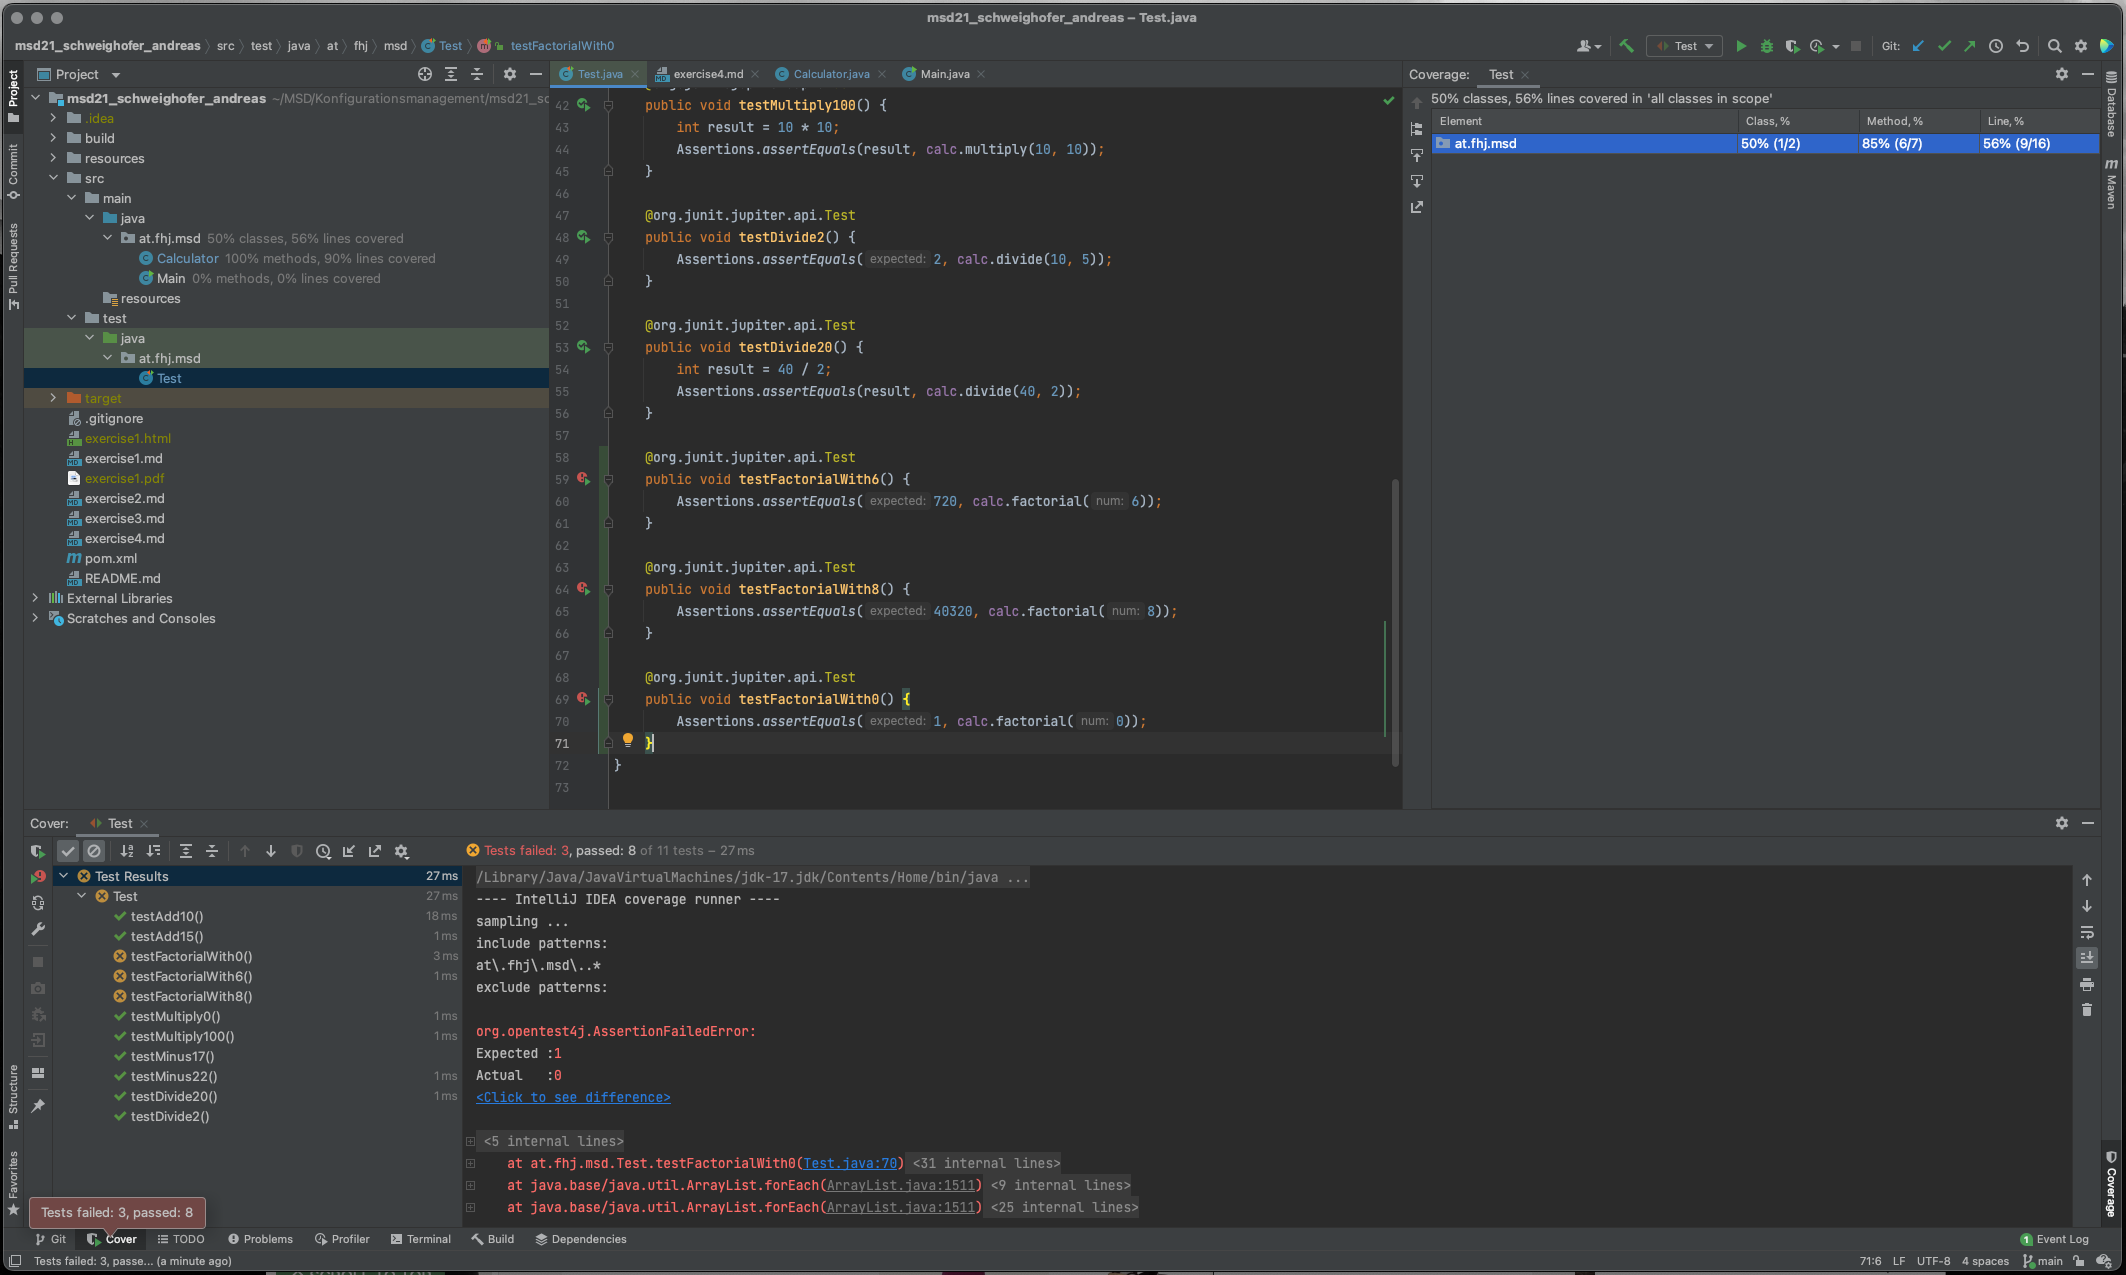 msd21_schweighofer_andreas – Test.java
msd21_schweighofer_andreas src test java at fhj msd Test testFactorialWith0
Test Git:
Project
Test.java exercise4.md Calculator.java Main.java
Coverage: Test
msd21_schweighofer_andreas ~/MSD/Konfigurationsmanagement/msd21_sc
.idea
build
resources
src
main
java
at.fhj.msd 50% classes, 56% lines covered
Calculator 100% methods, 90% lines covered
Main 0% methods, 0% lines covered
resources
test
java
at.fhj.msd
Test
target
.gitignore
exercise1.html
exercise1.md
exercise1.pdf
exercise2.md
exercise3.md
exercise4.md
pom.xml
README.md
External Libraries
Scratches and Consoles
Project
Commit
Pull Requests
Structure
Favorites
42 public void testMultiply100() {
43 int result = 10 * 10;
44 Assertions.assertEquals(result, calc.multiply(10, 10));
45 }
46
47 @org.junit.jupiter.api.Test
48 public void testDivide2() {
49 Assertions.assertEquals( expected: 2, calc.divide(10, 5));
50 }
51
52 @org.junit.jupiter.api.Test
53 public void testDivide20() {
54 int result = 40 / 2;
55 Assertions.assertEquals(result, calc.divide(40, 2));
56 }
57
58 @org.junit.jupiter.api.Test
59 public void testFactorialWith6() {
60 Assertions.assertEquals( expected: 720, calc.factorial( num: 6));
61 }
62
63 @org.junit.jupiter.api.Test
64 public void testFactorialWith8() {
65 Assertions.assertEquals( expected: 40320, calc.factorial( num: 8));
66 }
67
68 @org.junit.jupiter.api.Test
69 public void testFactorialWith0() {
70 Assertions.assertEquals( expected: 1, calc.factorial( num: 0));
71 }
72 }
73
50% classes, 56% lines covered in 'all classes in scope'
Element Class, % Method, % Line, %
at.fhj.msd 50% (1/2) 85% (6/7) 56% (9/16)
Database
Maven
Coverage
Cover: Test
Tests failed: 3, passed: 8 of 11 tests – 27 ms
Test Results 27 ms
Test 27 ms
testAdd10() 18 ms
testAdd15() 1 ms
testFactorialWith0() 3 ms
testFactorialWith6() 1 ms
testFactorialWith8()
testMultiply0() 1 ms
testMultiply100() 1 ms
testMinus17()
testMinus22() 1 ms
testDivide20() 1 ms
testDivide2()
/Library/Java/JavaVirtualMachines/jdk-17.jdk/Contents/Home/bin/java ...
---- IntelliJ IDEA coverage runner ----
sampling ...
include patterns:
at\.fhj\.msd\..*
exclude patterns:
org.opentest4j.AssertionFailedError:
Expected :1
Actual :0
<Click to see difference>
<5 internal lines>
at at.fhj.msd.Test.testFactorialWith0(Test.java:70) <31 internal lines>
at java.base/java.util.ArrayList.forEach(ArrayList.java:1511) <9 internal lines>
at java.base/java.util.ArrayList.forEach(ArrayList.java:1511) <25 internal lines>
Tests failed: 3, passed: 8
Git Cover TODO Problems Profiler Terminal Build Dependencies 1 Event Log
Tests failed: 3, passe... (a minute ago) 71:6 LF UTF-8 4 spaces main